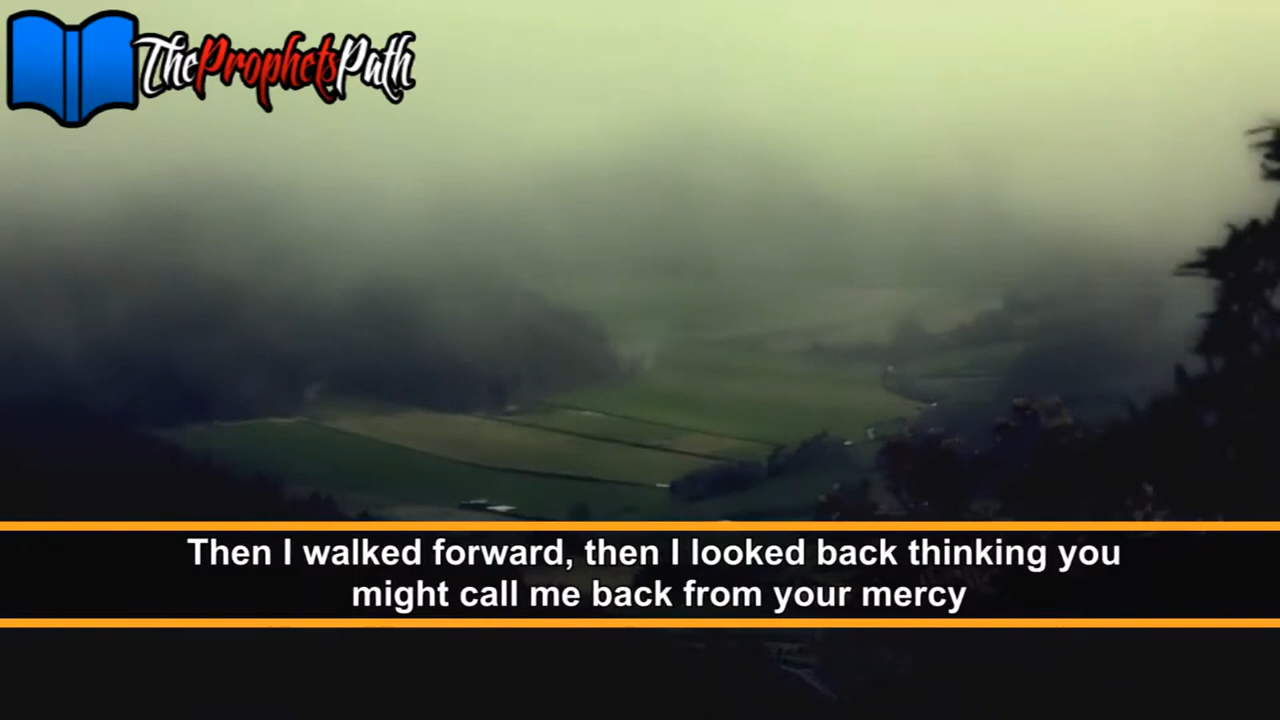 TheProphetsPath
Then I walked forward, then I looked back thinking you
might call me back from your mercy